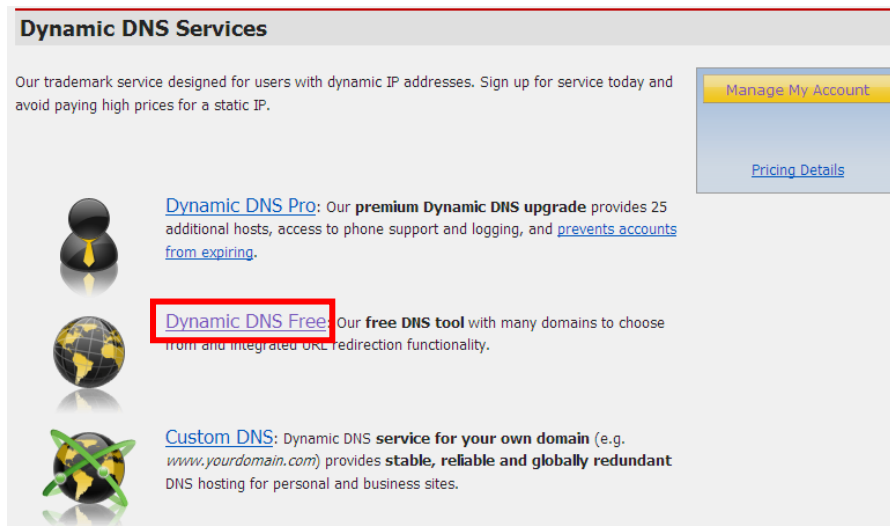 Dynamic DNS Services
Our trademark service designed for users with dynamic IP addresses. Sign up for service today and
avoid paying high prices for a static IP.
Manage My Account
Pricing Details
Dynamic DNS Pro: Our premium Dynamic DNS upgrade provides 25
additional hosts, access to phone support and logging, and prevents accounts
from expiring.
Dynamic DNS Free: Our free DNS tool with many domains to choose
from and integrated URL redirection functionality.
Custom DNS: Dynamic DNS service for your own domain (e.g.
www.yourdomain.com) provides stable, reliable and globally redundant
DNS hosting for personal and business sites.